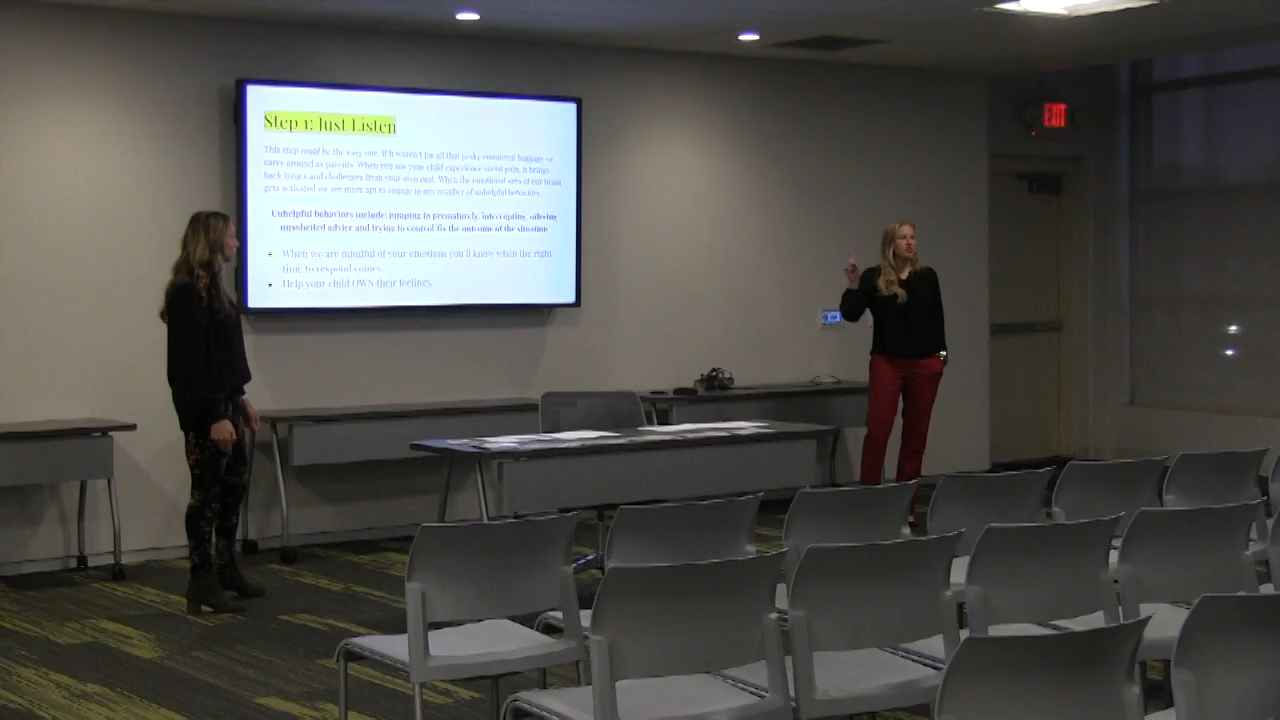 Step 1: Just Listen
This step could be the easy one, if it weren't for all that pesky emotional baggage we
carry around as parents. When you see your child experience social pain, it brings
back issues and challenges from your own past. When the emotional area of our brain
gets activated we are more apt to engage in any number of unhelpful behaviors.
Unhelpful behaviors include: jumping in prematurely, interrupting, offering
unsolicited advice and trying to control/fix the outcome of the situation
When we are mindful of your emotions you'll know when the right
time to respond comes.
Help your child OWN their feelings.
EXIT